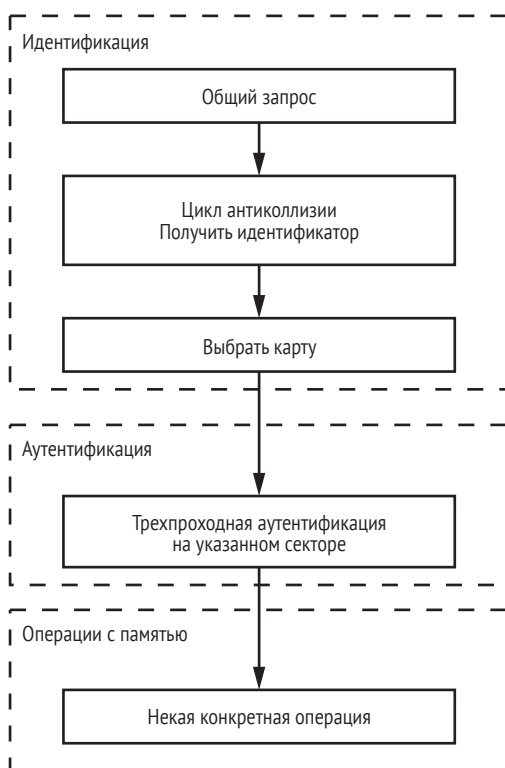 Идентификация
Общий запрос
Цикл антиколлизии
Получить идентификатор
Выбрать карту
Аутентификация
Трехпроходная аутентификация
на указанном секторе
Операции с памятью
Некая конкретная операция